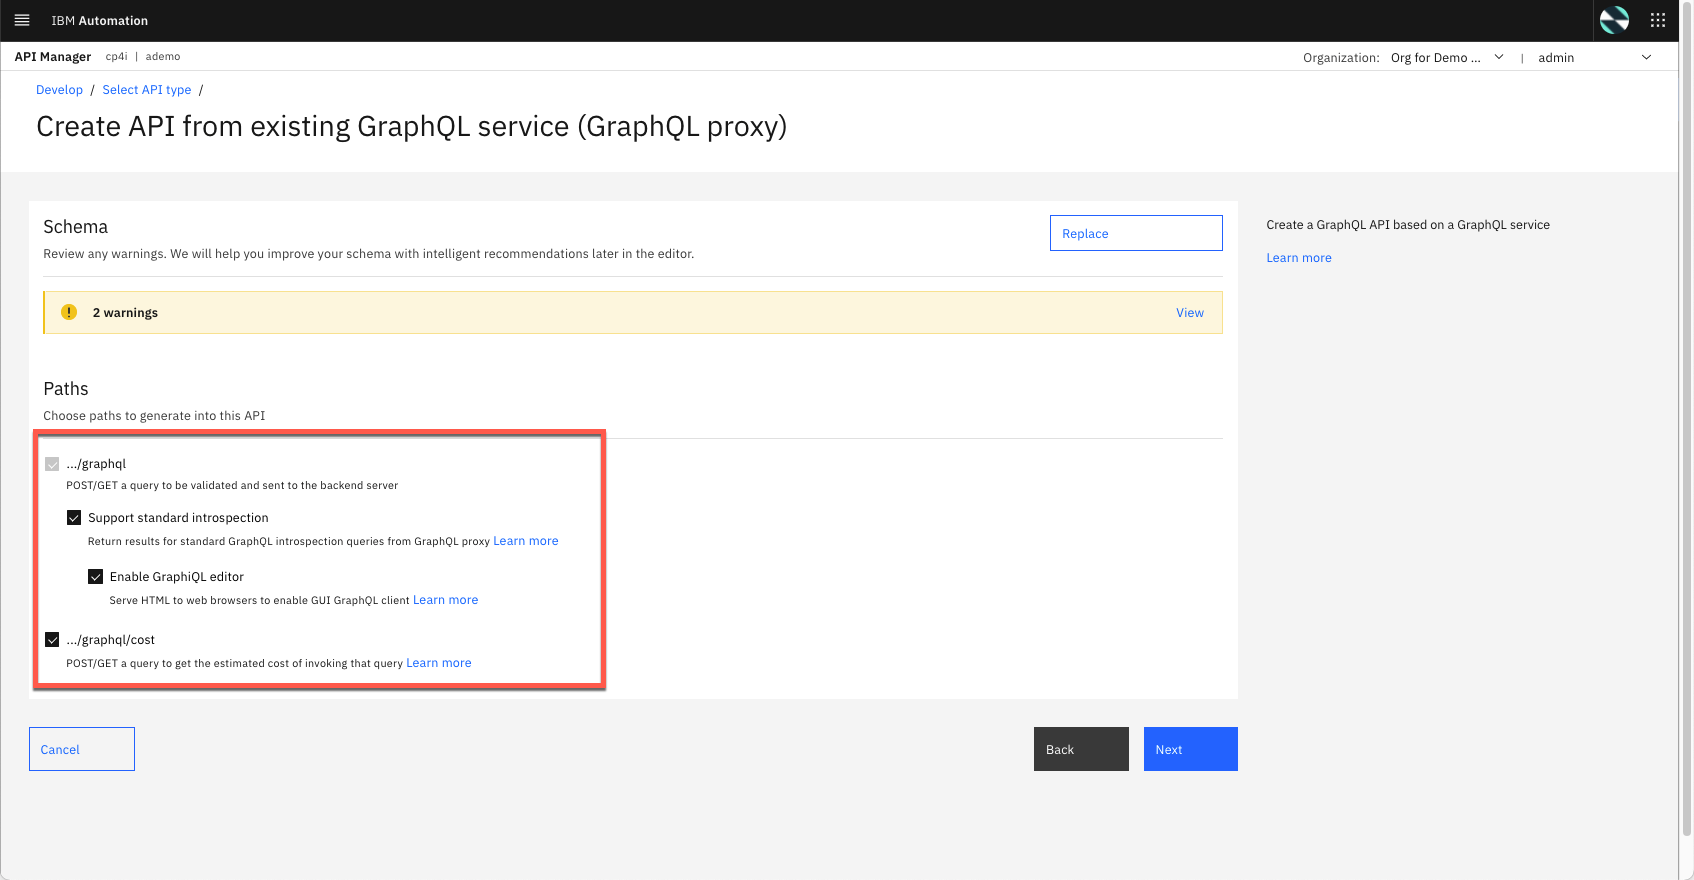 IBM Automation
API Manager cp4i | ademo Organization: Org for Demo ... | admin
Develop / Select API type /
Create API from existing GraphQL service (GraphQL proxy)
Schema
Replace
Review any warnings. We will help you improve your schema with intelligent recommendations later in the editor.
2 warnings View
Paths
Choose paths to generate into this API
.../graphql
POST/GET a query to be validated and sent to the backend server
Support standard introspection
Return results for standard GraphQL introspection queries from GraphQL proxy Learn more
Enable GraphiQL editor
Serve HTML to web browsers to enable GUI GraphQL client Learn more
.../graphql/cost
POST/GET a query to get the estimated cost of invoking that query Learn more
Create a GraphQL API based on a GraphQL service
Learn more
Cancel Back Next